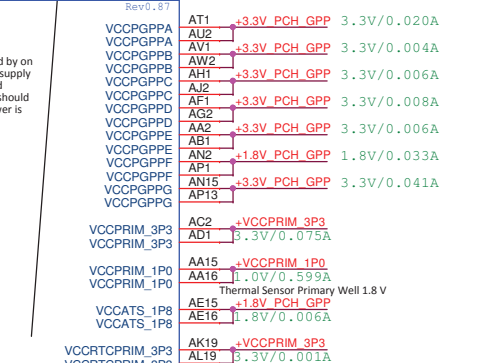 Rev0.87
VCCPGPPA AT1 +3.3V_PCH_GPP 3.3V/0.020A
VCCPGPPA AU2
VCCPGPPB AV1 +3.3V_PCH_GPP 3.3V/0.004A
d by on
VCCPGPPB AW2
supply
VCCPGPPC AH1 +3.3V_PCH_GPP 3.3V/0.006A
VCCPGPPC AJ2
should
VCCPGPPD AF1 +3.3V_PCH_GPP 3.3V/0.008A
er is
VCCPGPPD AG2
VCCPGPPE AA2 +3.3V_PCH_GPP 3.3V/0.006A
VCCPGPPE AB1
VCCPGPPF AN2 +1.8V_PCH_GPP 1.8V/0.033A
VCCPGPPF AP1
VCCPGPPG AN15 +3.3V_PCH_GPP 3.3V/0.041A
VCCPGPPG AP13
VCCPRIM_3P3 AC2 +VCCPRIM_3P3
VCCPRIM_3P3 AD1 3.3V/0.075A
VCCPRIM_1P0 AA15 +VCCPRIM_1P0
VCCPRIM_1P0 AA16 1.0V/0.599A
Thermal Sensor Primary Well 1.8 V
VCCATS_1P8 AE15 +1.8V_PCH_GPP
VCCATS_1P8 AE16 1.8V/0.006A
VCCRTCPRIM_3P3 AK19 +VCCPRIM_3P3
AL19 3.3V/0.001A